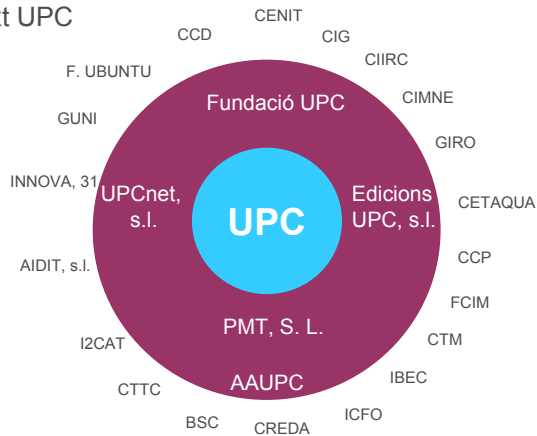 UPC
CENIT
CCD
CIG
CIIRC
F. UBUNTU
CIMNE
Fundació UPC
GUNI
GIRO
INNOVA, 31
UPCnet,
s.l.
UPC
Edicions
UPC, s.l.
CETAQUA
AIDIT, s.l.
CCP
FCIM
PMT, S. L.
I2CAT
CTM
AAUPC
IBEC
CTTC
ICFO
BSC
CREDA